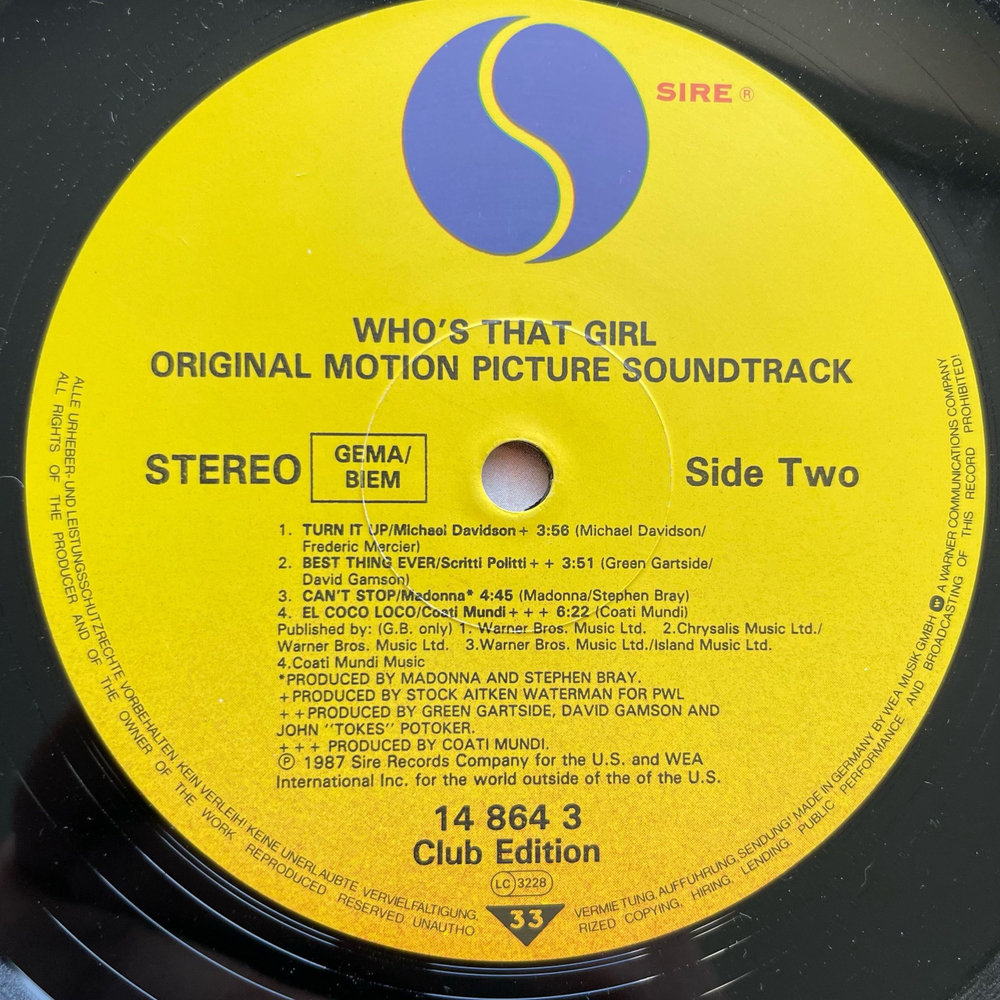 SIRE ®
WHO'S THAT GIRL
ORIGINAL MOTION PICTURE SOUNDTRACK
STEREO
GEMA/
BIEM
Side Two
1. TURN IT UP/Michael Davidson+ 3:56 (Michael Davidson/
Frederic Mercier)
2. BEST THING EVER/Scritti Politti++ 3:51 (Green Gartside/
David Gamson)
3. CAN'T STOP/Madonna* 4:45 (Madonna/Stephen Bray)
4. EL COCO LOCO/Coati Mundi+++ 6:22 (Coati Mundi)
Published by: (G.B. only) 1. Warner Bros. Music Ltd. 2.Chrysalis Music Ltd./
Warner Bros. Music Ltd. 3.Warner Bros. Music Ltd./Island Music Ltd.
4.Coati Mundi Music
*PRODUCED BY MADONNA AND STEPHEN BRAY.
+PRODUCED BY STOCK AITKEN WATERMAN FOR PWL
++PRODUCED BY GREEN GARTSIDE, DAVID GAMSON AND
JOHN "TOKES" POTOKER.
+++ PRODUCED BY COATI MUNDI.
℗ 1987 Sire Records Company for the U.S. and WEA
International Inc. for the world outside of the of the U.S.
14 864 3
Club Edition
LC 3228
33
ALLE URHEBER- UND LEISTUNGSSCHUTZRECHTE VORBEHALTEN. KEIN VERLEIH! KEINE UNERLAUBTE VERVIELFÄLTIGUNG, VERMIETUNG, AUFFÜHRUNG, SENDUNG! MADE IN GERMANY BY WEA MUSIK GMBH A WARNER COMMUNICATIONS COMPANY
ALL RIGHTS OF THE PRODUCER AND OF THE OWNER OF THE WORK REPRODUCED RESERVED. UNAUTHORIZED COPYING, HIRING, LENDING, PUBLIC PERFORMANCE AND BROADCASTING OF THIS RECORD PROHIBITED!